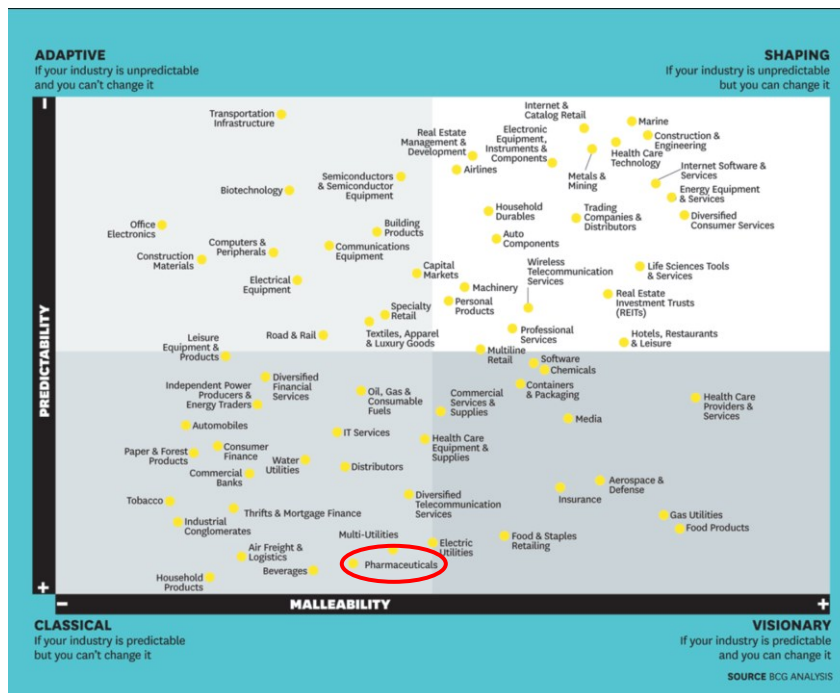 ADAPTIVE
If your industry is unpredictable
and you can't change it
SHAPING
If your industry is unpredictable
but you can change it
−
Transportation
Infrastructure
Internet &
Catalog Retail
Marine
Real Estate
Management &
Development
Electronic
Equipment,
Instruments &
Components
Construction &
Engineering
Health Care
Technology
Airlines
Metals &
Mining
Internet Software &
Services
Semiconductors
& Semiconductor
Equipment
Biotechnology
Energy Equipment
& Services
Household
Durables
Trading
Companies &
Distributors
Diversified
Consumer Services
Office
Electronics
Building
Products
Auto
Components
Computers &
Peripherals
Communications
Equipment
Construction
Materials
Capital
Markets
Wireless
Telecommunication
Services
Life Sciences Tools
& Services
Electrical
Equipment
Machinery
Personal
Products
Real Estate
Investment Trusts
(REITs)
Specialty
Retail
Road & Rail
Textiles, Apparel
& Luxury Goods
Professional
Services
Hotels, Restaurants
& Leisure
PREDICTABILITY
Leisure
Equipment &
Products
Multiline
Retail
Software
Chemicals
Independent Power
Producers &
Energy Traders
Diversified
Financial
Services
Oil, Gas &
Consumable
Fuels
Commercial
Services &
Supplies
Containers
& Packaging
Health Care
Providers &
Services
Automobiles
IT Services
Media
Paper & Forest
Products
Consumer
Finance
Water
Utilities
Health Care
Equipment &
Supplies
Commercial
Banks
Distributors
Aerospace &
Defense
Insurance
Tobacco
Thrifts & Mortgage Finance
Diversified
Telecommunication
Services
Gas Utilities
Industrial
Conglomerates
Food Products
Multi-Utilities
Electric
Utilities
Food & Staples
Retailing
Air Freight &
Logistics
Pharmaceuticals
Household
Products
Beverages
+
−
MALLEABILITY
+
CLASSICAL
If your industry is predictable
but you can't change it
VISIONARY
If your industry is predictable
and you can change it
SOURCE BCG ANALYSIS